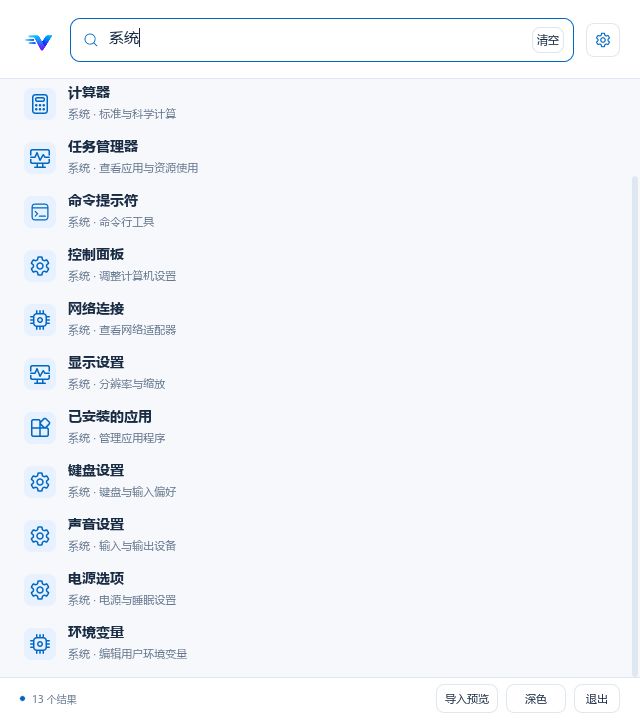 系统
清空
计算器
系统 · 标准与科学计算
任务管理器
系统 · 查看应用与资源使用
命令提示符
系统 · 命令行工具
控制面板
系统 · 调整计算机设置
网络连接
系统 · 查看网络适配器
显示设置
系统 · 分辨率与缩放
已安装的应用
系统 · 管理应用程序
键盘设置
系统 · 键盘与输入偏好
声音设置
系统 · 输入与输出设备
电源选项
系统 · 电源与睡眠设置
环境变量
系统 · 编辑用户环境变量
13 个结果
导入预览
深色
退出